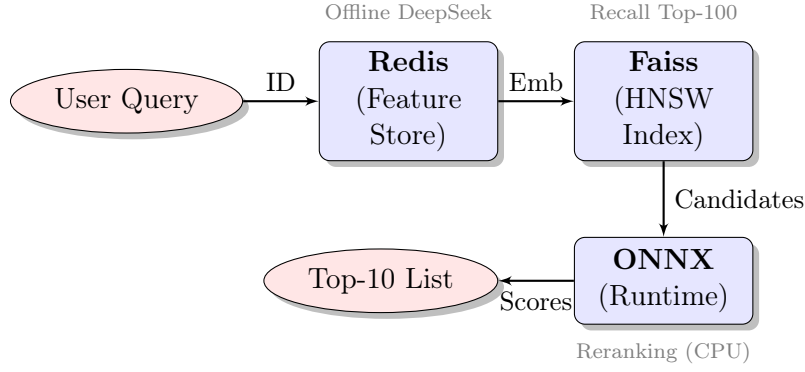 Offline DeepSeek
Recall Top-100
User Query
ID
Redis
(Feature
Store)
Emb
Faiss
(HNSW
Index)
Candidates
Top-10 List
Scores
ONNX
(Runtime)
Reranking (CPU)